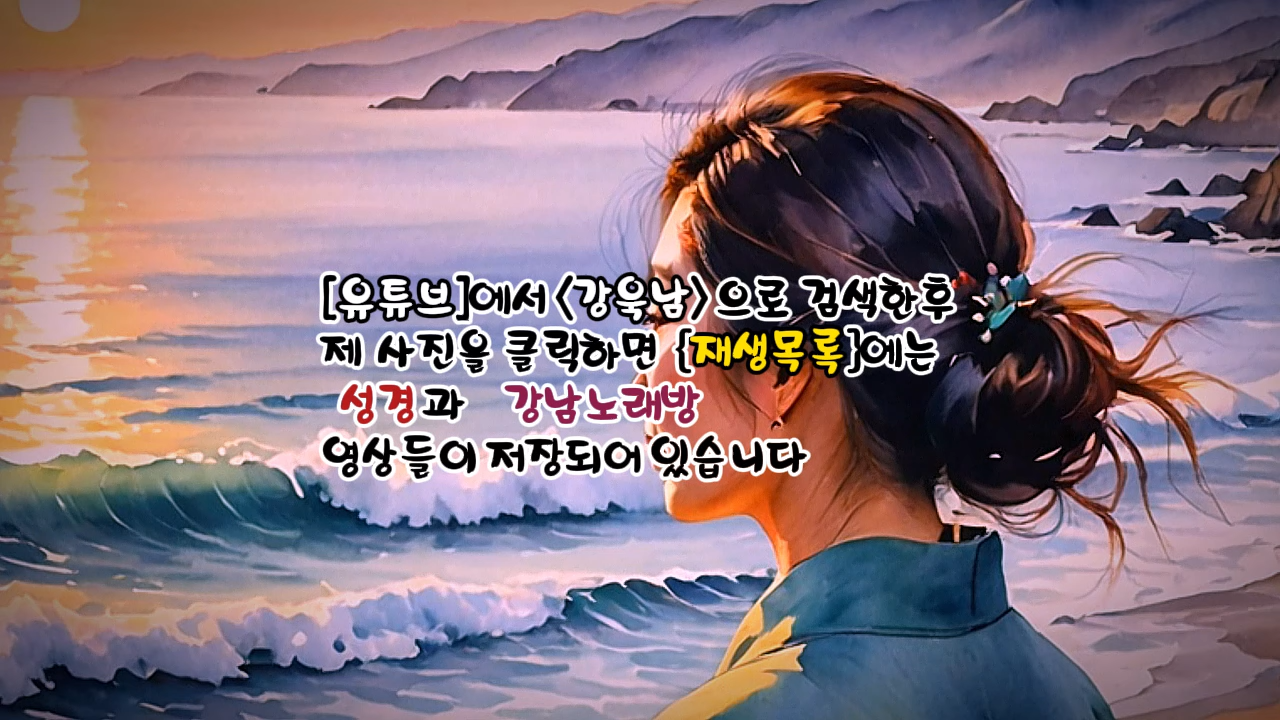 [유튜브]에서 <강욱남>으로 검색한후
제 사진을 클릭하면 {재생목록}에는
성경과 강남노래방
영상들이 저장되어 있습니다